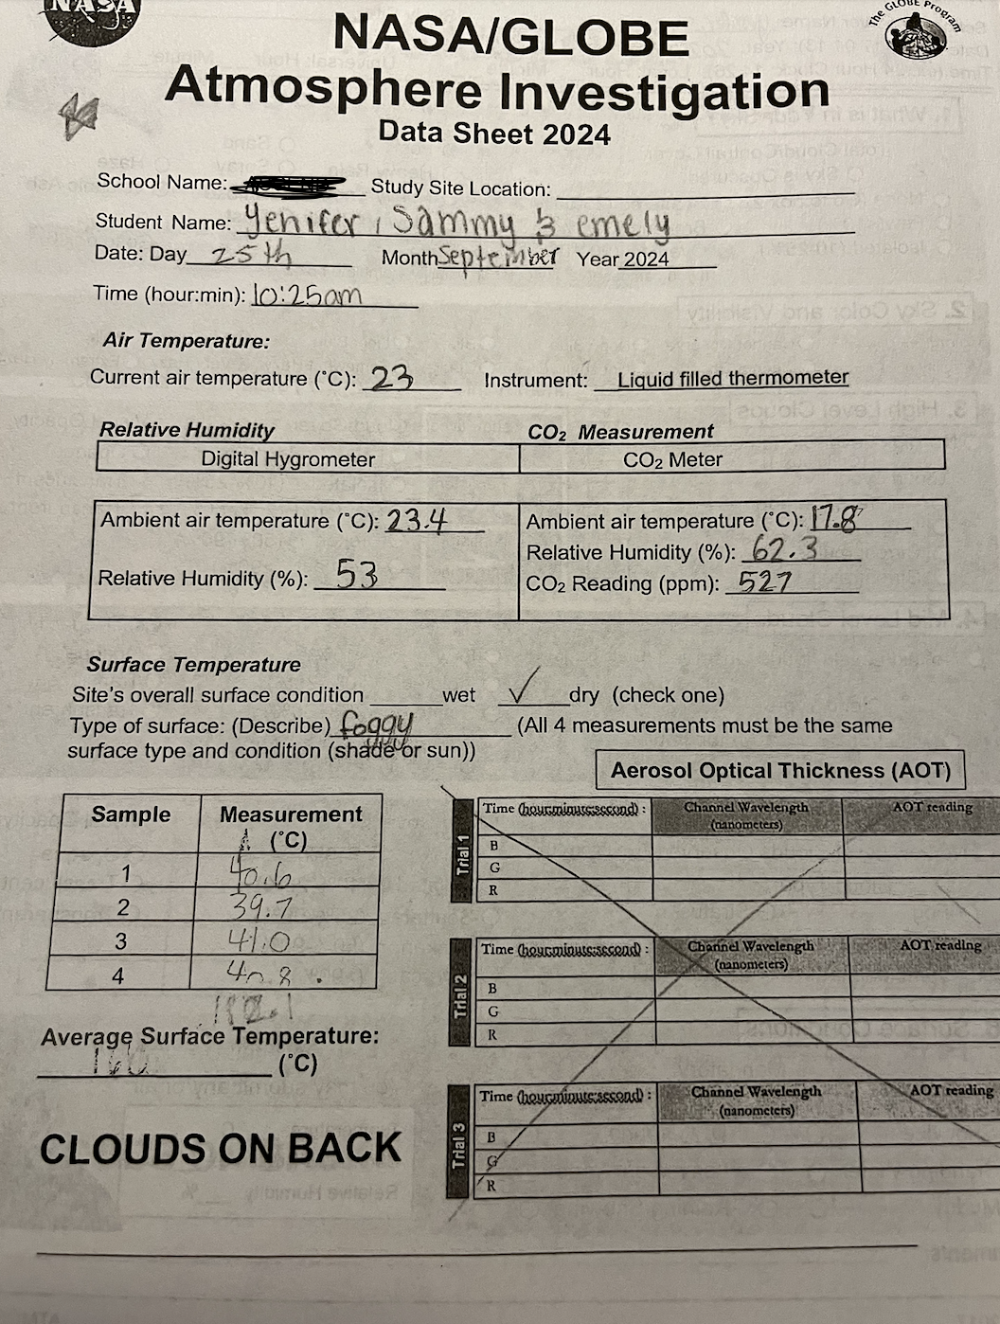 NASA
The GLOBE Program
NASA/GLOBE
Atmosphere Investigation
Data Sheet 2024
School Name: Study Site Location:
Student Name: Yenifer, Sammy & emely
Date: Day 25th Month September Year 2024
Time (hour:min): 10:25am
Air Temperature:
Current air temperature (°C): 23 Instrument: Liquid filled thermometer
Relative Humidity CO₂ Measurement
Digital Hygrometer CO₂ Meter
Ambient air temperature (°C): 23.4 Ambient air temperature (°C): 17.8
Relative Humidity (%): 62.3
Relative Humidity (%): 53 CO₂ Reading (ppm): 527
Surface Temperature
Site's overall surface condition wet ✓ dry (check one)
Type of surface: (Describe) foggy (All 4 measurements must be the same
surface type and condition (shade or sun))
Aerosol Optical Thickness (AOT)
Sample Measurement
(°C)
1 40.6
2 39.7
3 41.0
4 40.8
Average Surface Temperature:
(°C)
CLOUDS ON BACK
Trial 1
Time (hour:minute:second) : Channel Wavelength AOT reading
(nanometers)
B
G
R
Trial 2
Time (hour:minute:second) : Channel Wavelength AOT reading
(nanometers)
B
G
R
Trial 3
Time (hour:minute:second) : Channel Wavelength AOT reading
(nanometers)
B
G
R